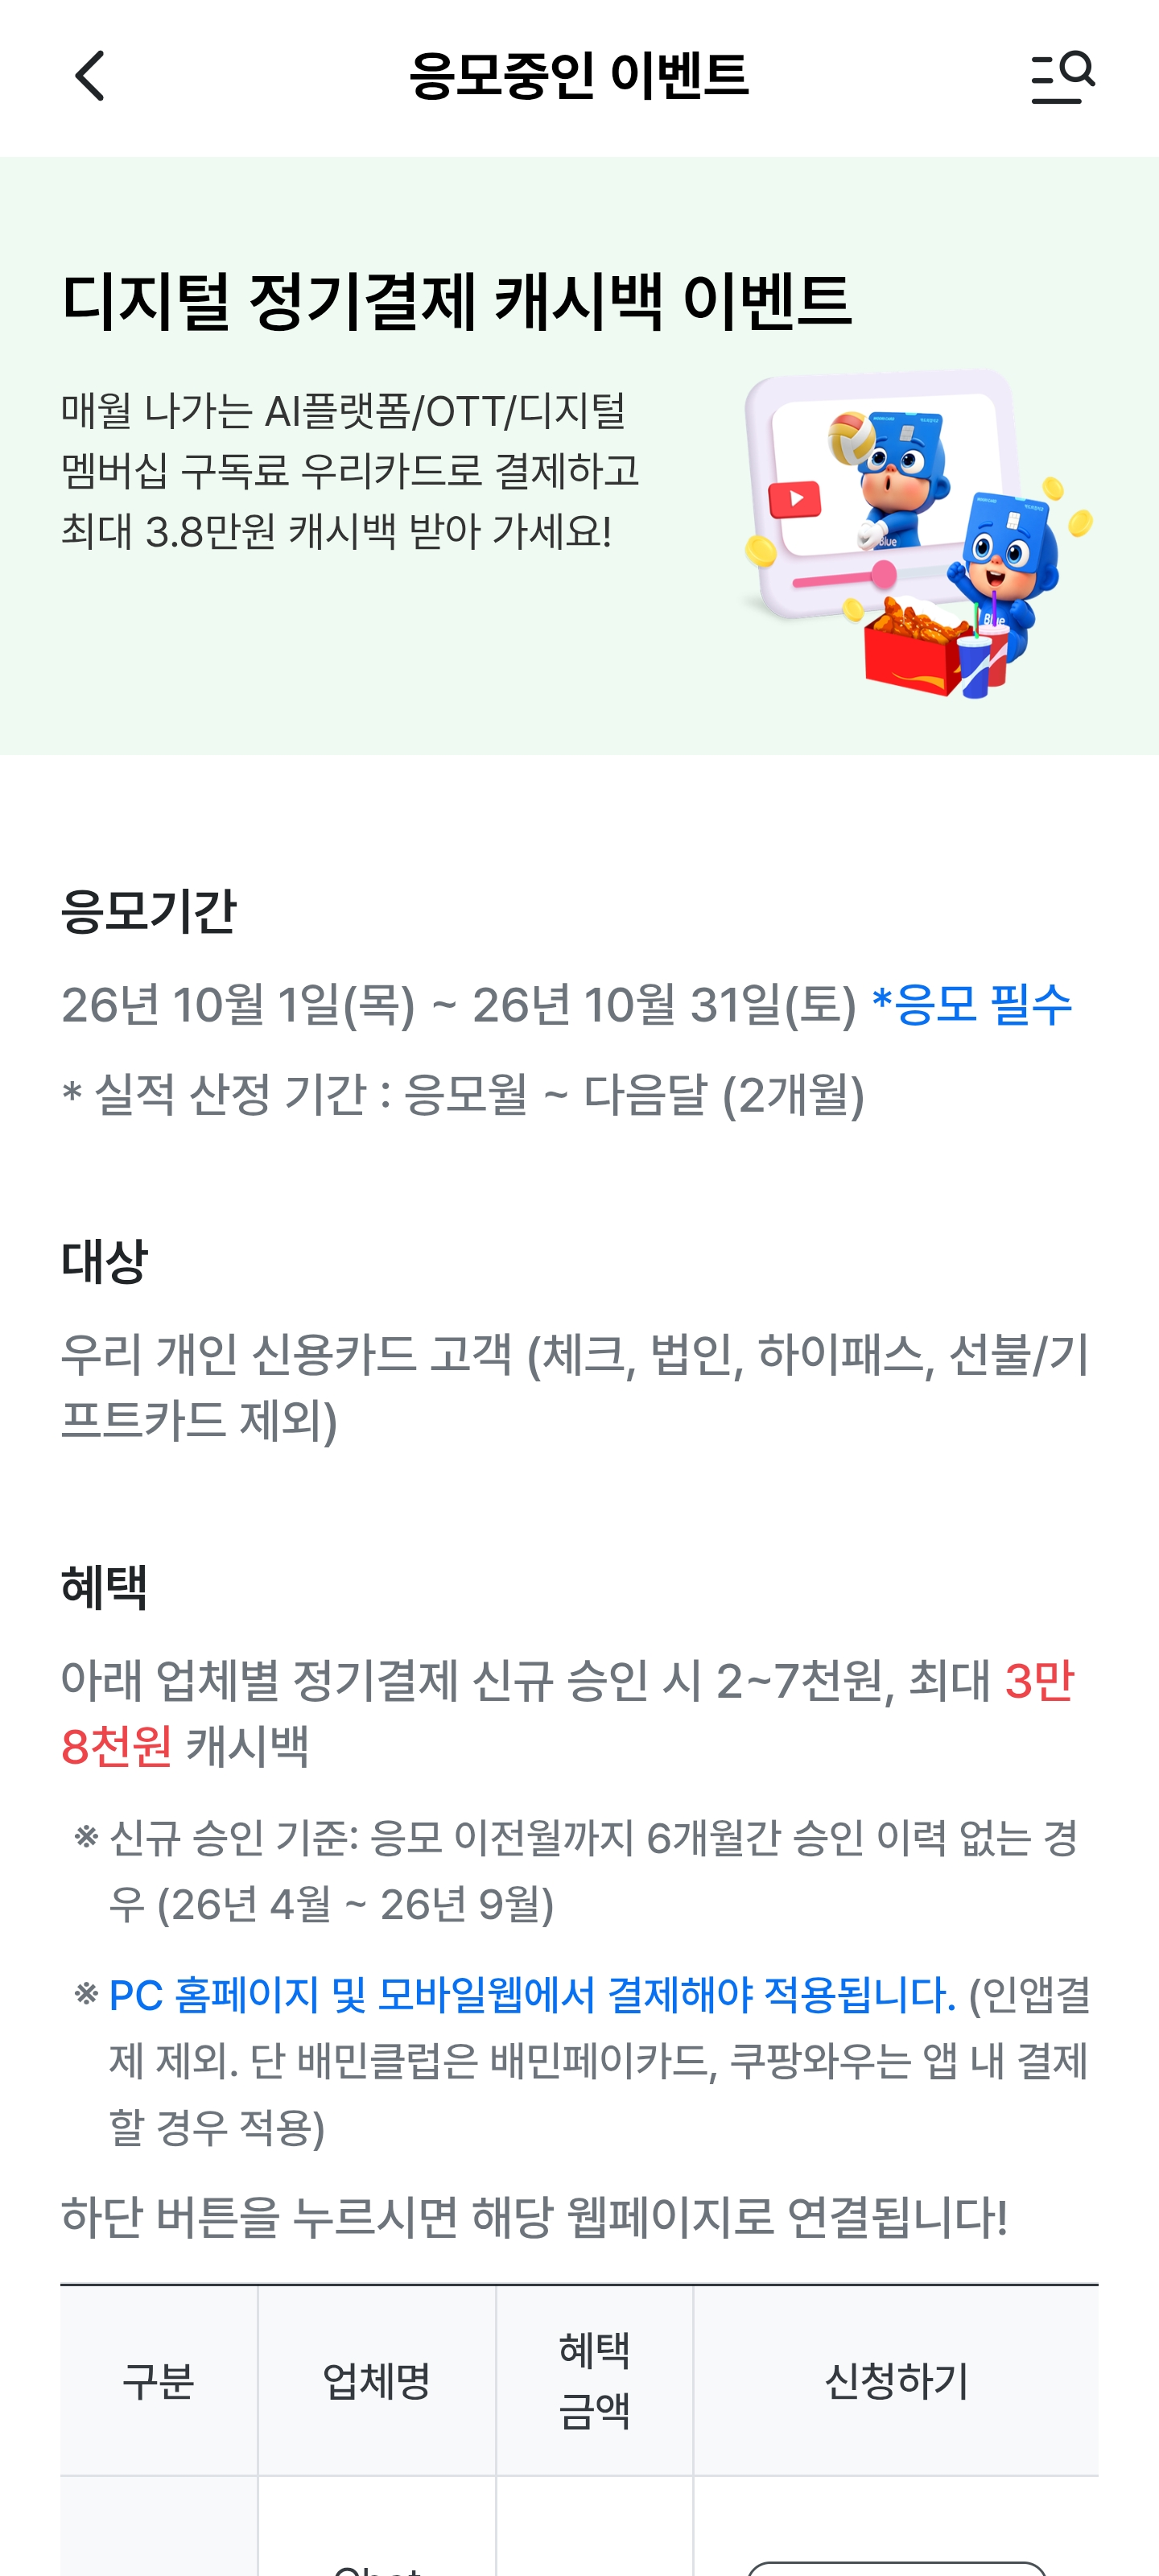 응모중인 이벤트
디지털 정기결제 캐시백 이벤트
매월 나가는 AI플랫폼/OTT/디지털
멤버십 구독료 우리카드로 결제하고
최대 3.8만원 캐시백 받아 가세요!
Blue
Blue
응모기간
26년 10월 1일(목) ~ 26년 10월 31일(토) *응모 필수
* 실적 산정 기간 : 응모월 ~ 다음달 (2개월)
대상
우리 개인 신용카드 고객 (체크, 법인, 하이패스, 선불/기
프트카드 제외)
혜택
아래 업체별 정기결제 신규 승인 시 2~7천원, 최대 3만
8천원 캐시백
※ 신규 승인 기준: 응모 이전월까지 6개월간 승인 이력 없는 경
우 (26년 4월 ~ 26년 9월)
※ PC 홈페이지 및 모바일웹에서 결제해야 적용됩니다. (인앱결
제 제외. 단 배민클럽은 배민페이카드, 쿠팡와우는 앱 내 결제
할 경우 적용)
하단 버튼을 누르시면 해당 웹페이지로 연결됩니다!
구분
업체명
혜택
금액
신청하기